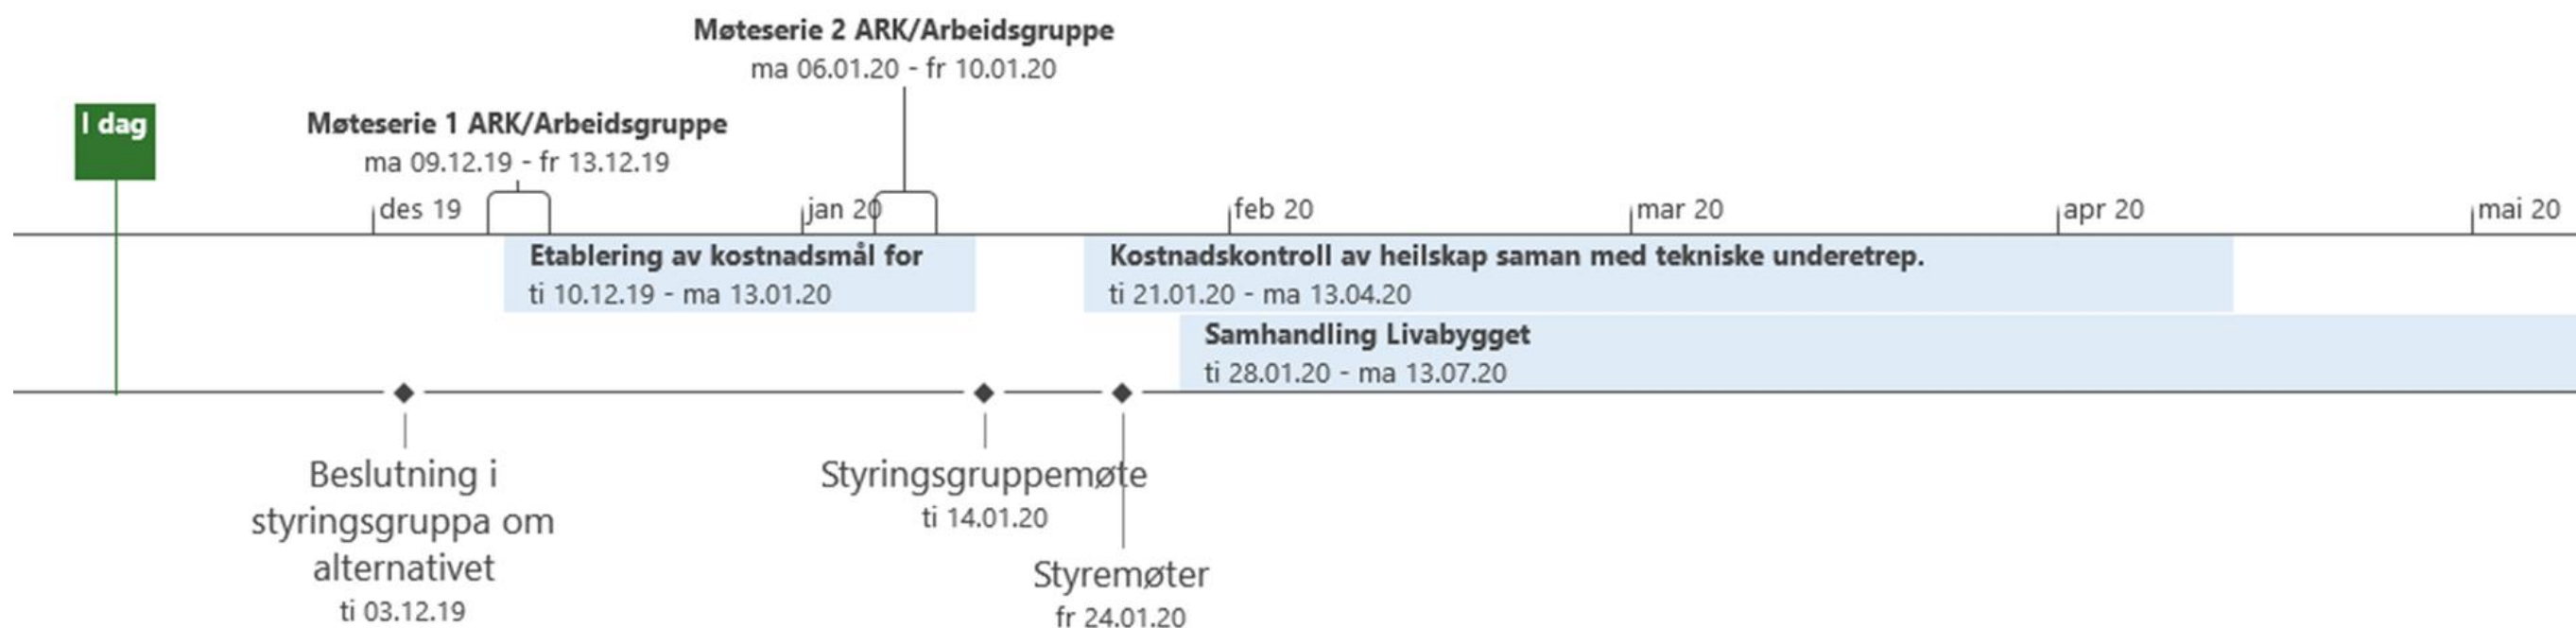 Møteserie 2 ARK/Arbeidsgruppe
ma 06.01.20 - fr 10.01.20
I dag
Møteserie 1 ARK/Arbeidsgruppe
ma 09.12.19 - fr 13.12.19
des 19
jan 20
feb 20
mar 20
apr 20
mai 20
Etablering av kostnadsmål for
ti 10.12.19 - ma 13.01.20
Kostnadskontroll av heilskap saman med tekniske underetrep.
ti 21.01.20 - ma 13.04.20
Samhandling Livabygget
ti 28.01.20 - ma 13.07.20
Beslutning i
styringsgruppa om
alternativet
ti 03.12.19
Styringsgruppemøte
ti 14.01.20
Styremøter
fr 24.01.20